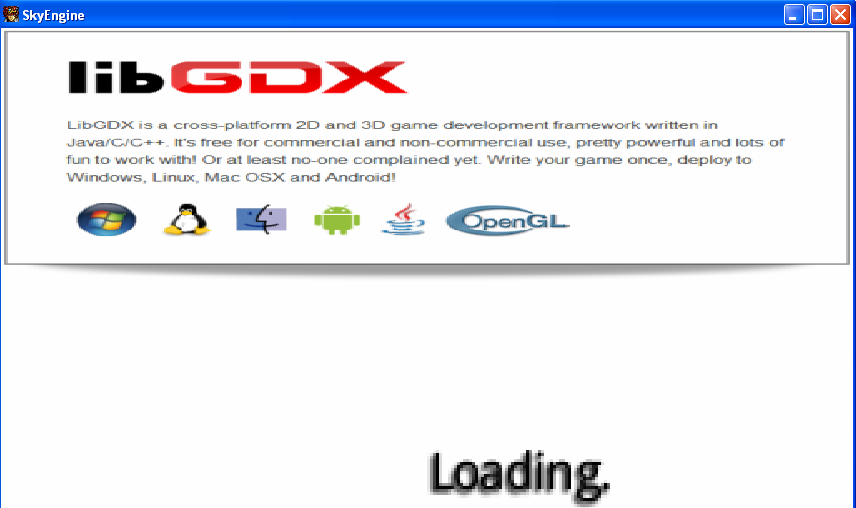 SkyEngine
libGDX
LibGDX is a cross-platform 2D and 3D game development framework written in
Java/C/C++. It's free for commercial and non-commercial use, pretty powerful and lots of
fun to work with! Or at least no-one complained yet. Write your game once, deploy to
Windows, Linux, Mac OSX and Android!
OpenGL
Loading.